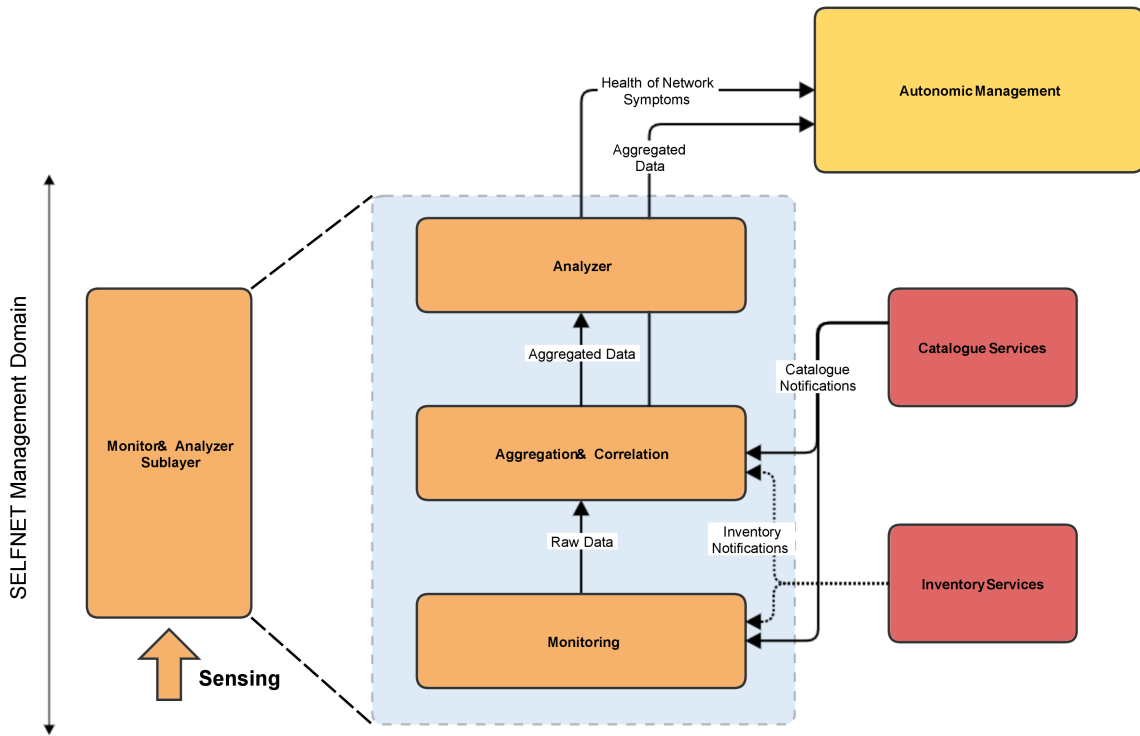 Health of Network
Symptoms
Autonomic Management
Aggregated
Data
Analyzer
Aggregated Data
Catalogue Services
Catalogue
Notifications
SELFNET Management Domain
Monitor& Analyzer
Sublayer
Aggregation& Correlation
Raw Data
Inventory
Notifications
Inventory Services
Monitoring
Sensing